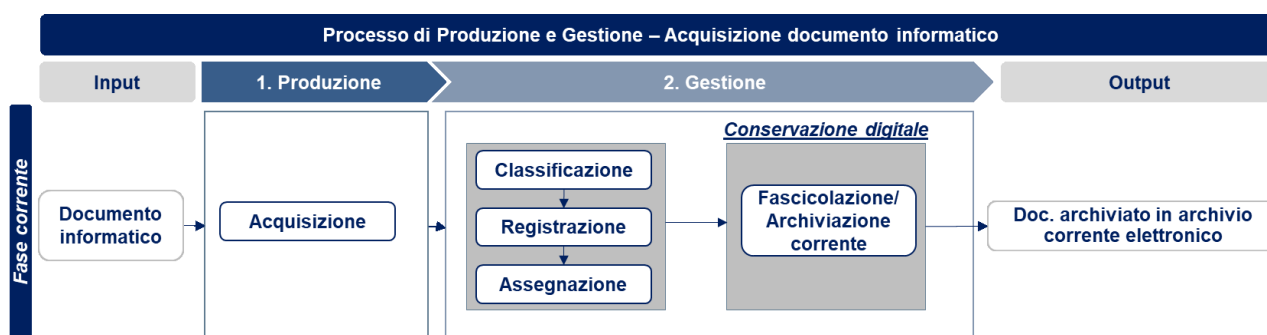 Processo di Produzione e Gestione – Acquisizione documento informatico
Input
1. Produzione
2. Gestione
Output
Fase corrente
Documento
informatico
Acquisizione
Classificazione
Registrazione
Assegnazione
Conservazione digitale
Fascicolazione/
Archiviazione
corrente
Doc. archiviato in archivio
corrente elettronico